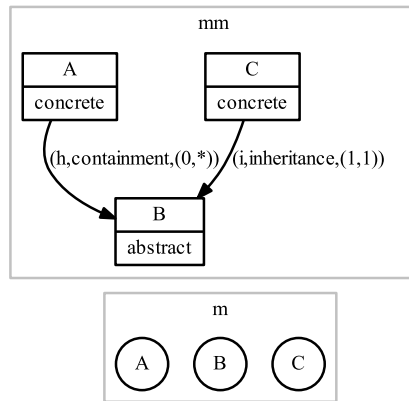 mm
A C
concrete concrete
(h,containment,(0,*)) (i,inheritance,(1,1))
B
abstract
m
A B C